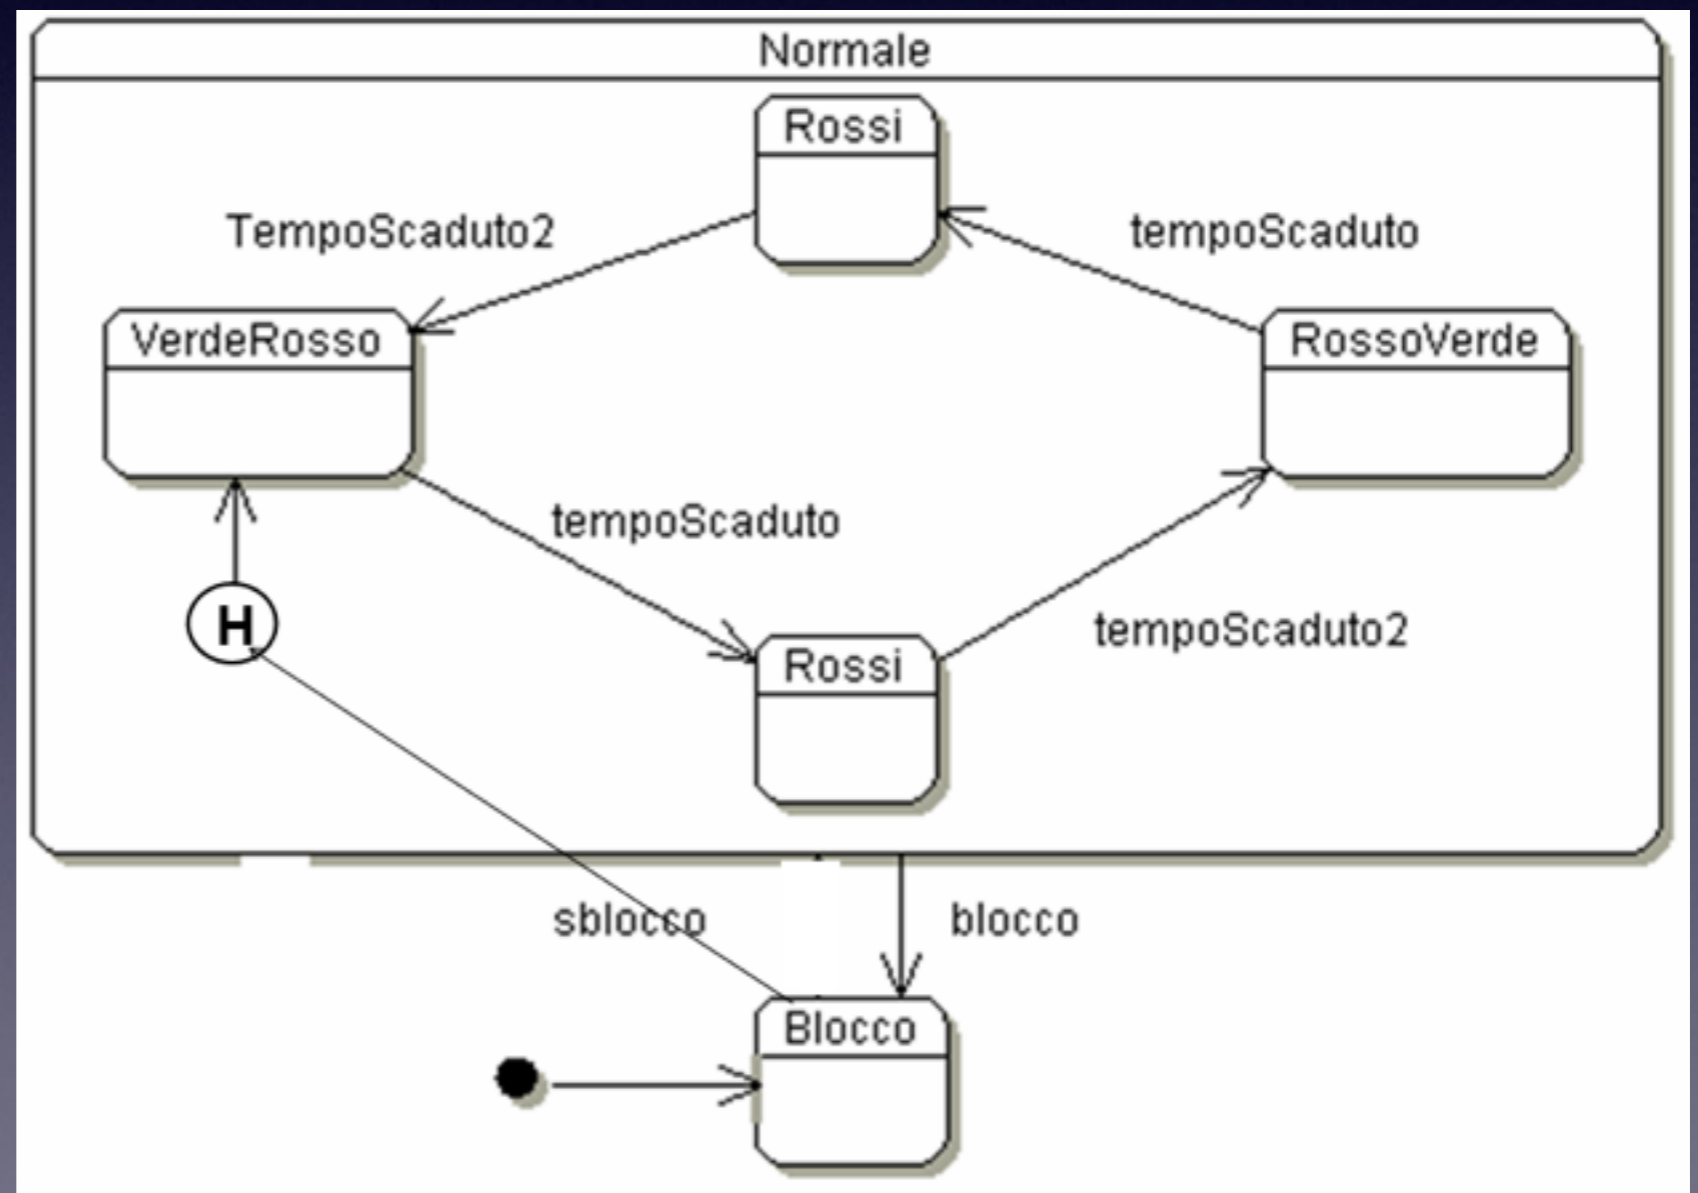 Normale
Rossi
TempoScaduto2
tempoScaduto
VerdeRosso
RossoVerde
tempoScaduto
H
tempoScaduto2
Rossi
sblocco
blocco
Blocco